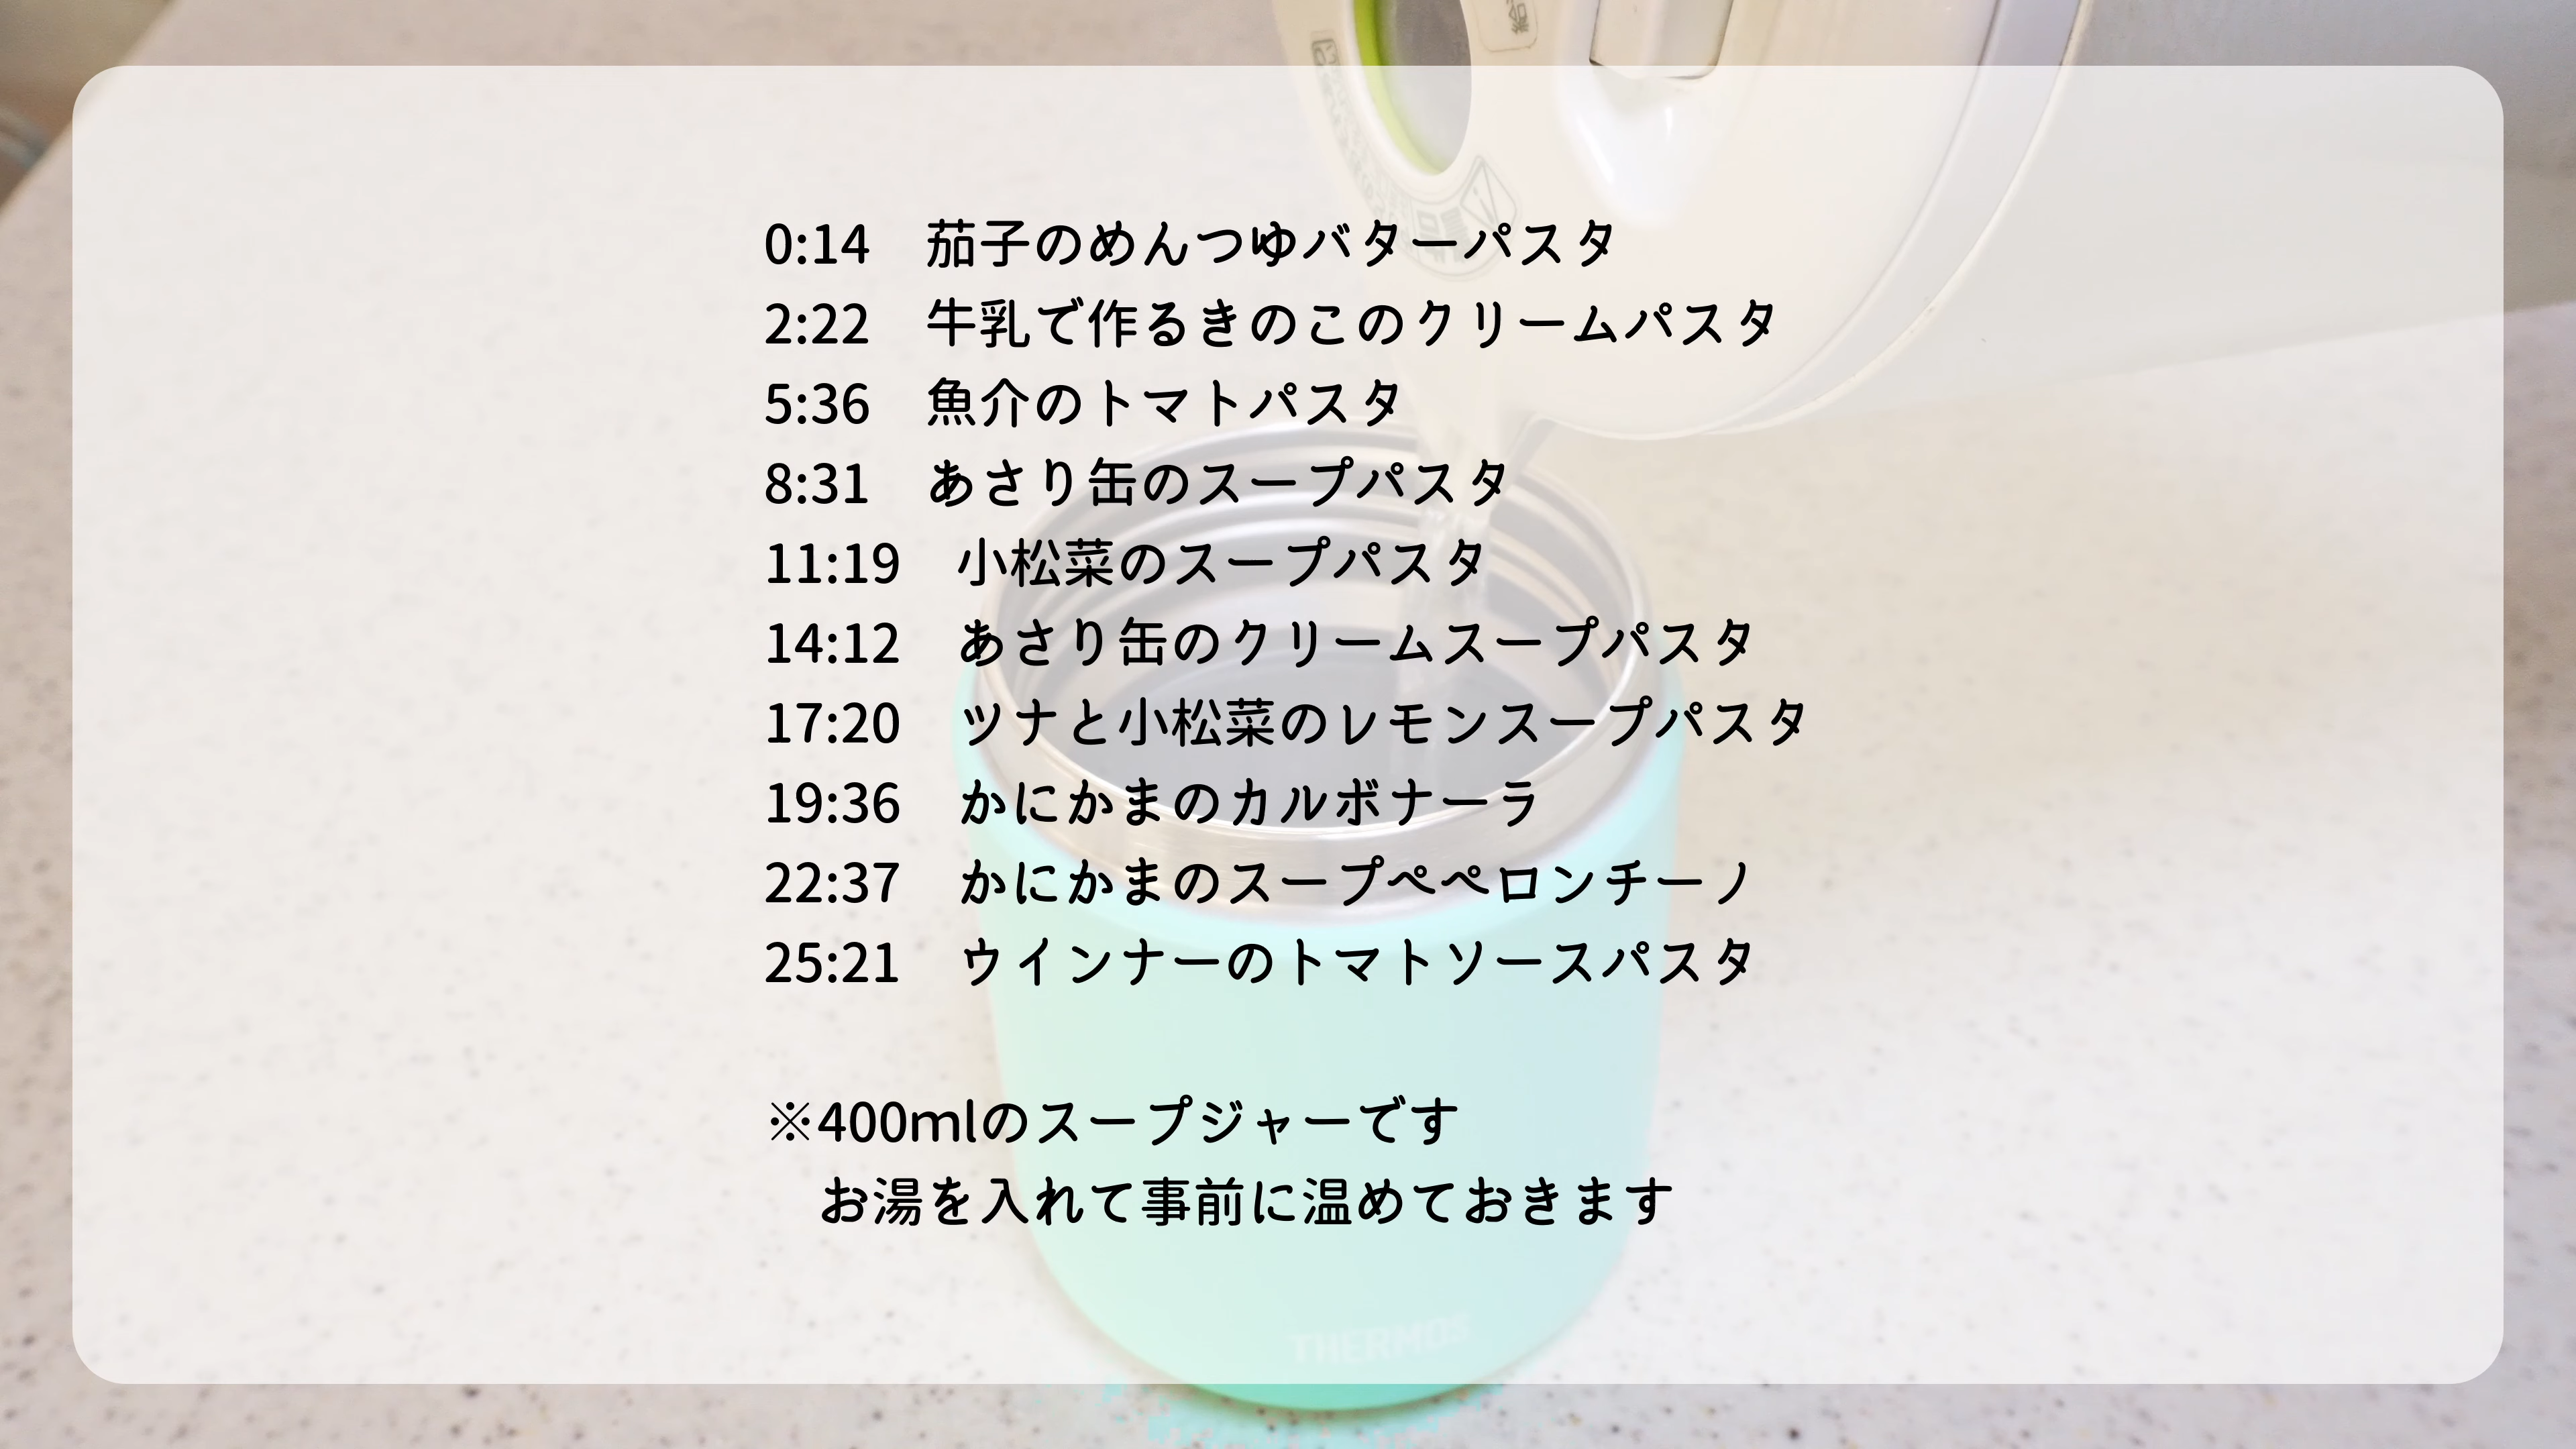 0:14　茄子のめんつゆバターパスタ
2:22　牛乳で作るきのこのクリームパスタ
5:36　魚介のトマトパスタ
8:31　あさり缶のスープパスタ
11:19　小松菜のスープパスタ
14:12　あさり缶のクリームスープパスタ
17:20　ツナと小松菜のレモンスープパスタ
19:36　かにかまのカルボナーラ
22:37　かにかまのスープペペロンチーノ
25:21　ウインナーのトマトソースパスタ
※400mlのスープジャーです
お湯を入れて事前に温めておきます
THERMOS